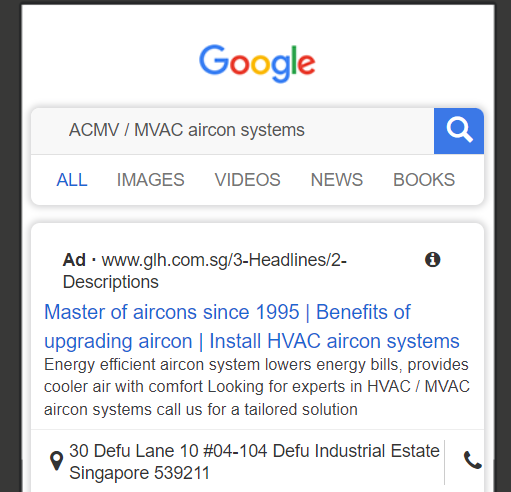 Google
ACMV / MVAC aircon systems
ALL IMAGES VIDEOS NEWS BOOKS
Ad · www.glh.com.sg/3-Headlines/2-
Descriptions
Master of aircons since 1995 | Benefits of
upgrading aircon | Install HVAC aircon systems
Energy efficient aircon system lowers energy bills, provides
cooler air with comfort Looking for experts in HVAC / MVAC
aircon systems call us for a tailored solution
30 Defu Lane 10 #04-104 Defu Industrial Estate
Singapore 539211